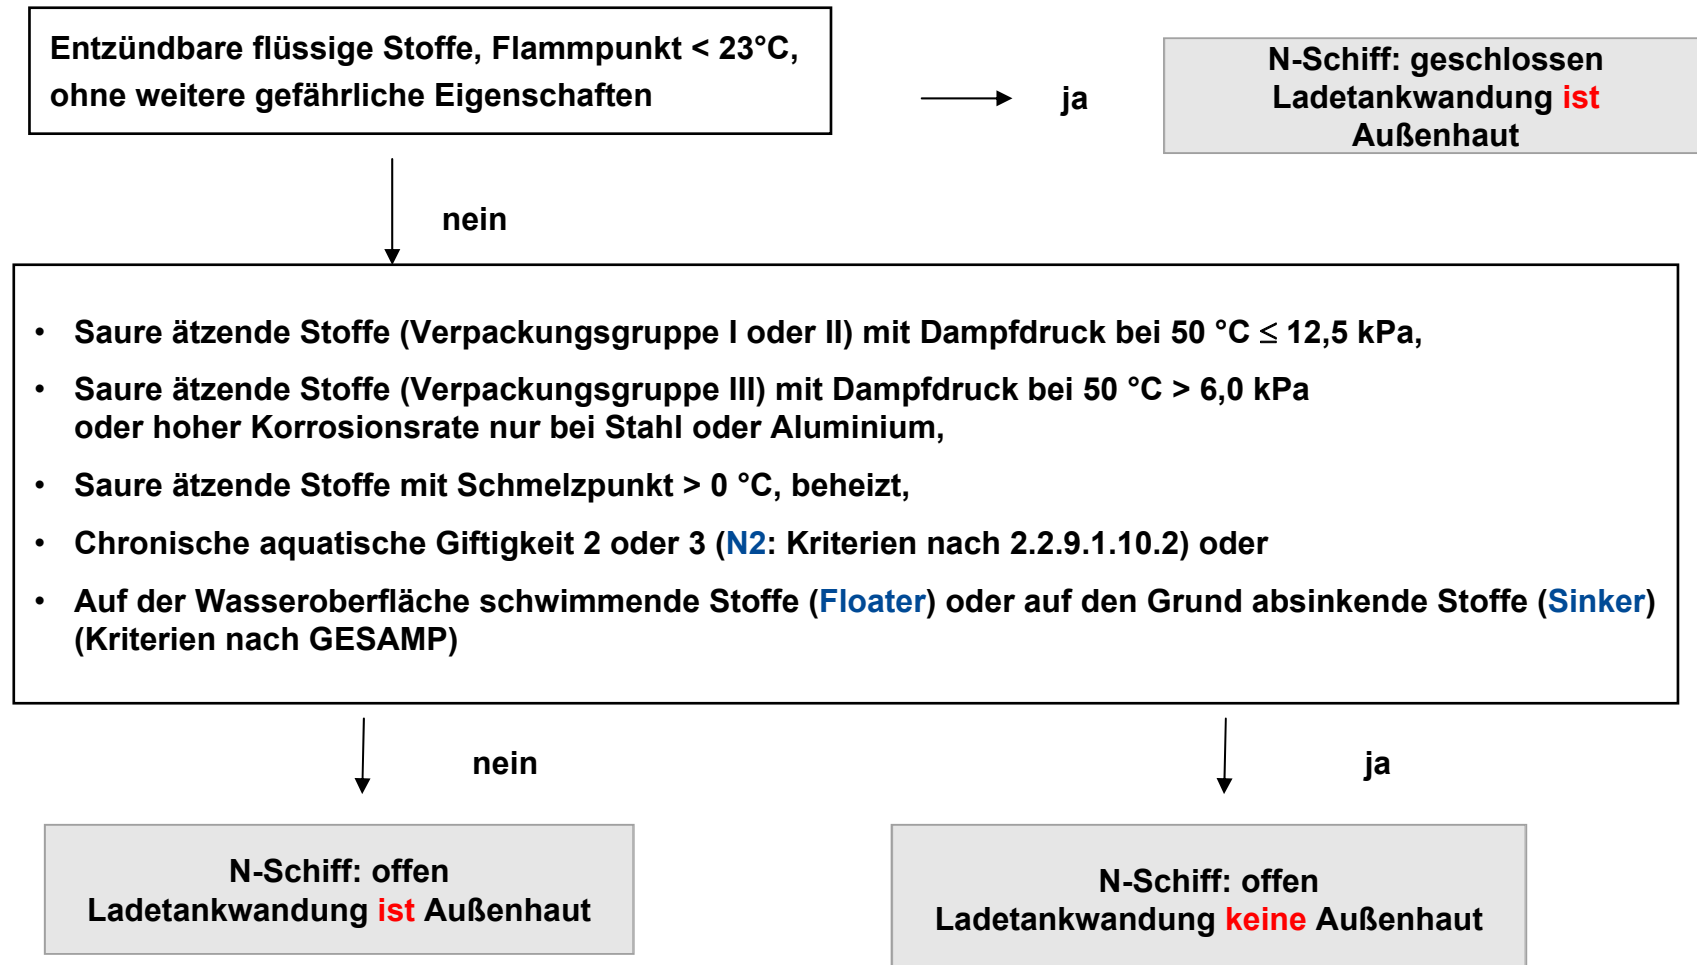 Entzündbare flüssige Stoffe, Flammpunkt < 23°C,
ohne weitere gefährliche Eigenschaften
ja
N-Schiff: geschlossen
Ladetankwandung ist
Außenhaut
nein
• Saure ätzende Stoffe (Verpackungsgruppe I oder II) mit Dampfdruck bei 50 °C ≤ 12,5 kPa,
• Saure ätzende Stoffe (Verpackungsgruppe III) mit Dampfdruck bei 50 °C > 6,0 kPa
oder hoher Korrosionsrate nur bei Stahl oder Aluminium,
• Saure ätzende Stoffe mit Schmelzpunkt > 0 °C, beheizt,
• Chronische aquatische Giftigkeit 2 oder 3 (N2: Kriterien nach 2.2.9.1.10.2) oder
• Auf der Wasseroberfläche schwimmende Stoffe (Floater) oder auf den Grund absinkende Stoffe (Sinker)
(Kriterien nach GESAMP)
nein
ja
N-Schiff: offen
Ladetankwandung ist Außenhaut
N-Schiff: offen
Ladetankwandung keine Außenhaut